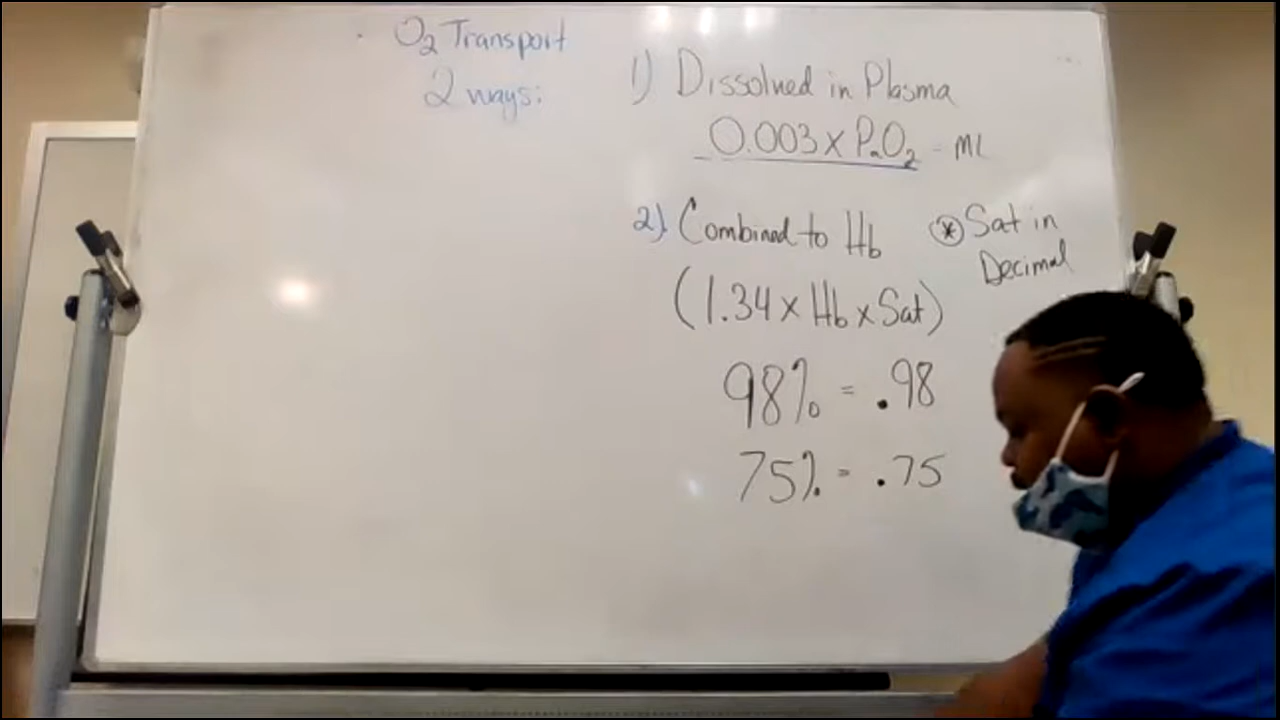 O₂ Transport
2 ways:
1) Dissolved in Plasma
0.003 x PaO₂ = ML
2). Combined to Hb
* Sat in
Decimal
(1.34 x Hb x Sat)
98% = .98
75% = .75